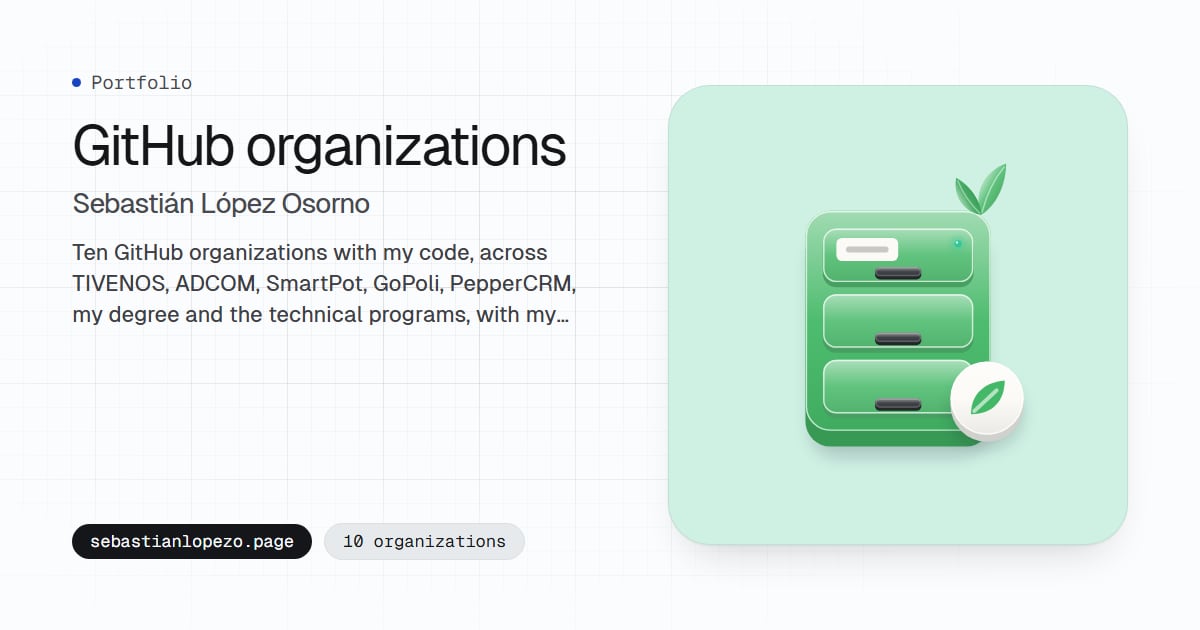 Portfolio
GitHub organizations
Sebastián López Osorno
Ten GitHub organizations with my code, across
TIVENOS, ADCOM, SmartPot, GoPoli, PepperCRM,
my degree and the technical programs, with my…
sebastianlopezo.page
10 organizations